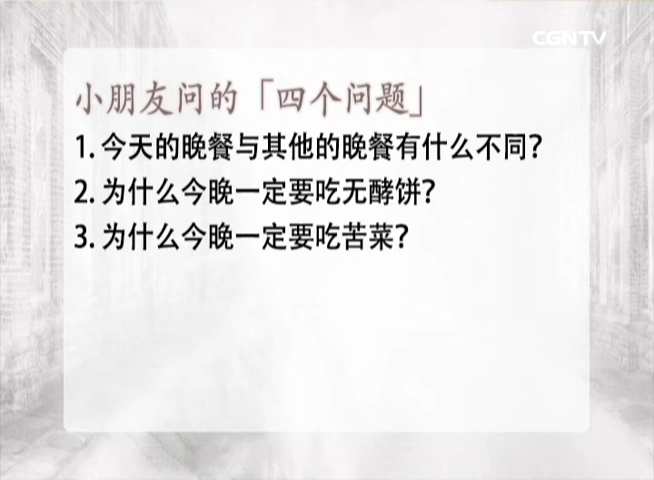 CGNTV
小朋友问的「四个问题」
1. 今天的晚餐与其他的晚餐有什么不同？
2. 为什么今晚一定要吃无酵饼？
3. 为什么今晚一定要吃苦菜？